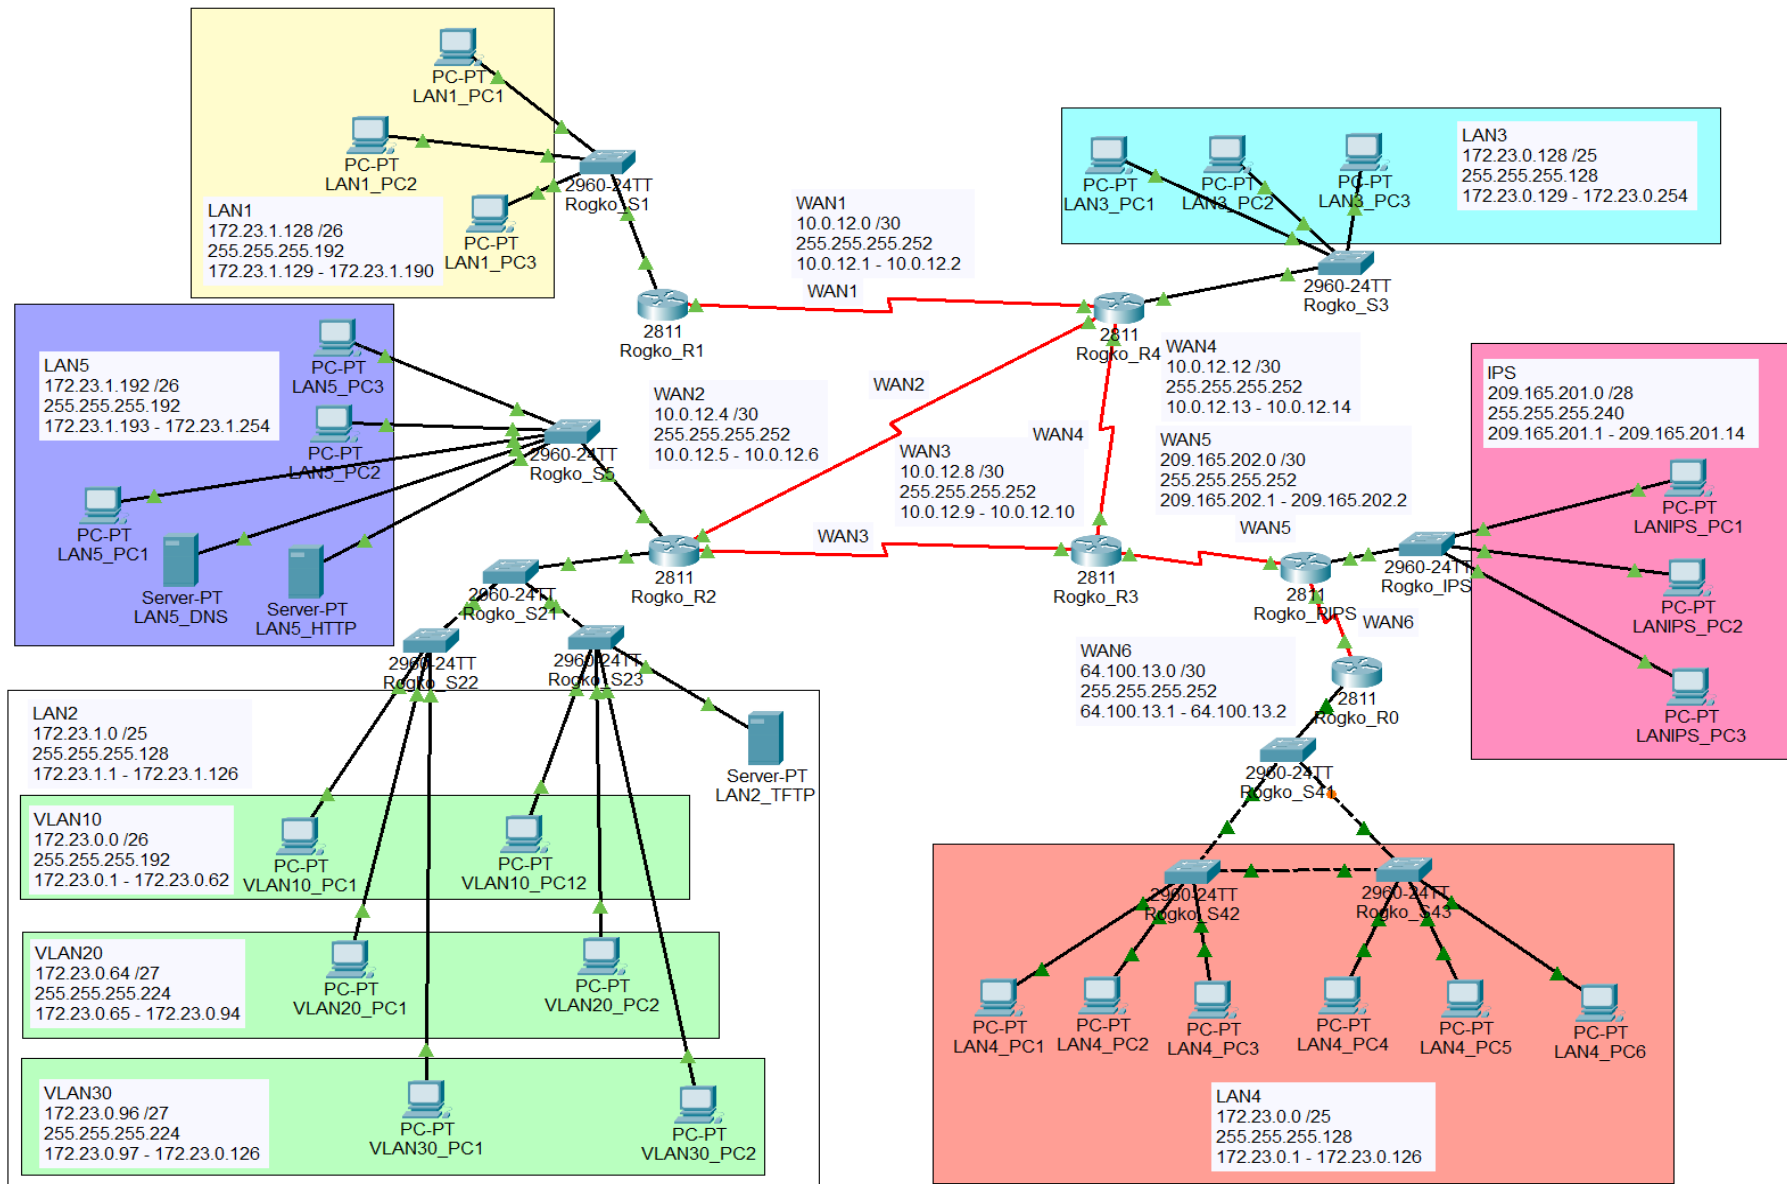 PC-PT
LAN1_PC1
PC-PT
LAN1_PC2
PC-PT
LAN1_PC3
2960-24TT
Rogko_S1
LAN1
172.23.1.128 /26
255.255.255.192
172.23.1.129 - 172.23.1.190
WAN1
10.0.12.0 /30
255.255.255.252
10.0.12.1 - 10.0.12.2
WAN1
PC-PT
LAN3_PC1
PC-PT
LAN3_PC2
PC-PT
LAN3_PC3
LAN3
172.23.0.128 /25
255.255.255.128
172.23.0.129 - 172.23.0.254
2960-24TT
Rogko_S3
2811
Rogko_R1
2811
Rogko_R4
LAN5
172.23.1.192 /26
255.255.255.192
172.23.1.193 - 172.23.1.254
PC-PT
LAN5_PC3
PC-PT
LAN5_PC2
PC-PT
LAN5_PC1
Server-PT
LAN5_DNS
Server-PT
LAN5_HTTP
2960-24TT
Rogko_S5
WAN2
10.0.12.4 /30
255.255.255.252
10.0.12.5 - 10.0.12.6
WAN2
WAN4
10.0.12.12 /30
255.255.255.252
10.0.12.13 - 10.0.12.14
WAN4
WAN3
10.0.12.8 /30
255.255.255.252
10.0.12.9 - 10.0.12.10
WAN3
WAN5
209.165.202.0 /30
255.255.255.252
209.165.202.1 - 209.165.202.2
WAN5
IPS
209.165.201.0 /28
255.255.255.240
209.165.201.1 - 209.165.201.14
PC-PT
LANIPS_PC1
PC-PT
LANIPS_PC2
PC-PT
LANIPS_PC3
2960-24TT
Rogko_IPS
2811
Rogko_R2
2811
Rogko_R3
2811
Rogko_RIPS
WAN6
WAN6
64.100.13.0 /30
255.255.255.252
64.100.13.1 - 64.100.13.2
2811
Rogko_R0
2960-24TT
Rogko_S21
2960-24TT
Rogko_S22
2960-24TT
Rogko_S23
LAN2
172.23.1.0 /25
255.255.255.128
172.23.1.1 - 172.23.1.126
Server-PT
LAN2_TFTP
2960-24TT
Rogko_S41
VLAN10
172.23.0.0 /26
255.255.255.192
172.23.0.1 - 172.23.0.62
PC-PT
VLAN10_PC1
PC-PT
VLAN10_PC12
VLAN20
172.23.0.64 /27
255.255.255.224
172.23.0.65 - 172.23.0.94
PC-PT
VLAN20_PC1
PC-PT
VLAN20_PC2
VLAN30
172.23.0.96 /27
255.255.255.224
172.23.0.97 - 172.23.0.126
PC-PT
VLAN30_PC1
PC-PT
VLAN30_PC2
2960-24TT
Rogko_S42
2960-24TT
Rogko_S43
PC-PT
LAN4_PC1
PC-PT
LAN4_PC2
PC-PT
LAN4_PC3
PC-PT
LAN4_PC4
PC-PT
LAN4_PC5
PC-PT
LAN4_PC6
LAN4
172.23.0.0 /25
255.255.255.128
172.23.0.1 - 172.23.0.126